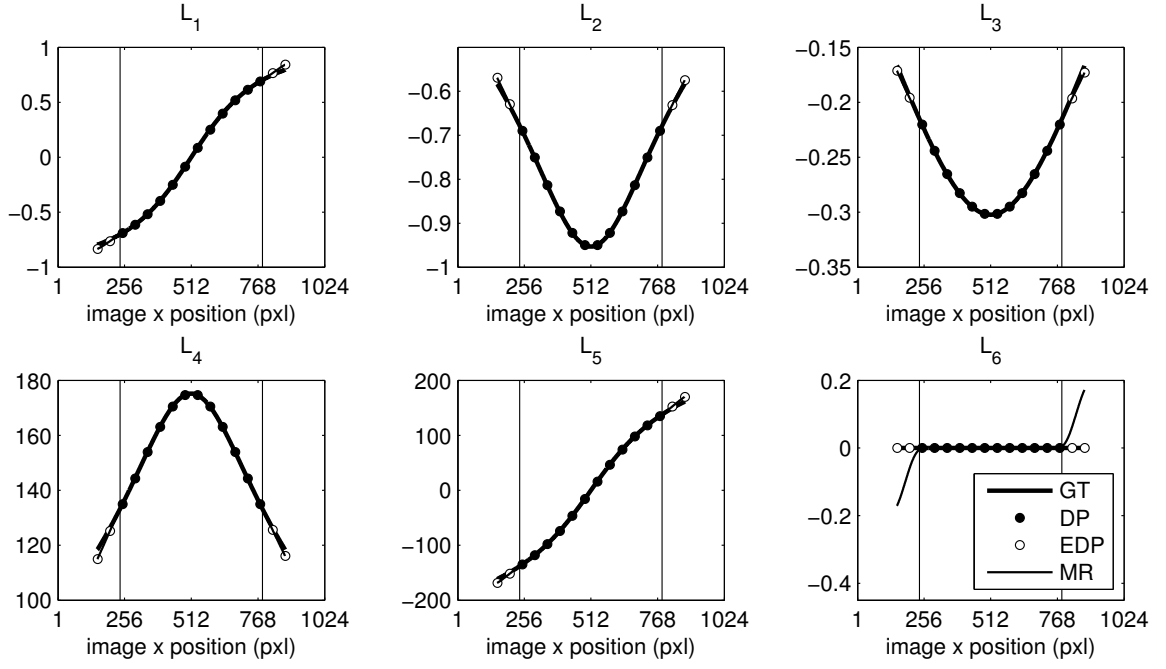 L1
1
0.5
0
−0.5
−1
1 256 512 768 1024
image x position (pxl)
L2
−0.6
−0.7
−0.8
−0.9
−1
1 256 512 768 1024
image x position (pxl)
L3
−0.15
−0.2
−0.25
−0.3
−0.35
1 256 512 768 1024
image x position (pxl)
L4
180
160
140
120
100
1 256 512 768 1024
image x position (pxl)
L5
200
100
0
−100
−200
1 256 512 768 1024
image x position (pxl)
L6
0.2
0
−0.2
−0.4
GT
DP
EDP
MR
1 256 512 768 1024
image x position (pxl)